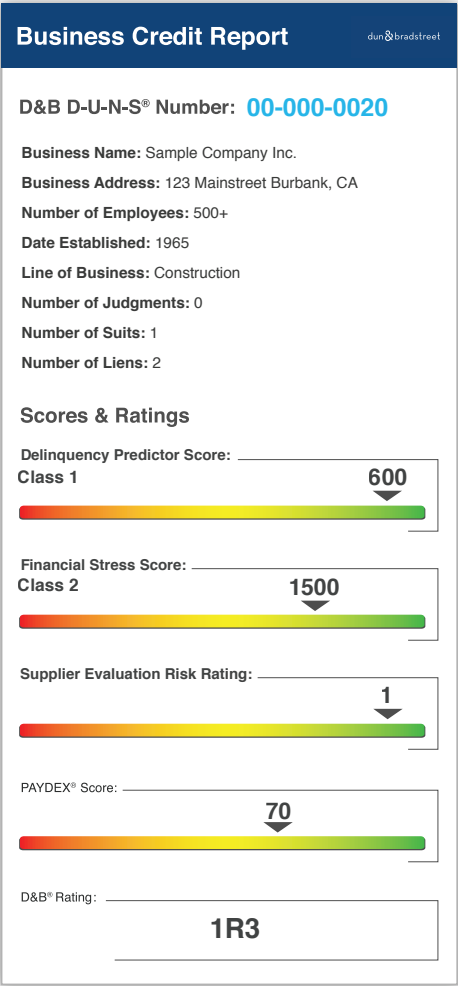 Business Credit Report
dun&bradstreet
D&B D-U-N-S® Number: 00-000-0020
Business Name: Sample Company Inc.
Business Address: 123 Mainstreet Burbank, CA
Number of Employees: 500+
Date Established: 1965
Line of Business: Construction
Number of Judgments: 0
Number of Suits: 1
Number of Liens: 2
Scores & Ratings
Delinquency Predictor Score:
Class 1
600
Financial Stress Score:
Class 2
1500
Supplier Evaluation Risk Rating:
1
PAYDEX® Score:
70
D&B® Rating:
1R3